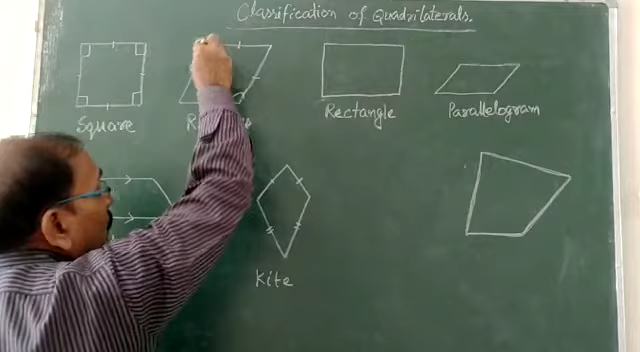 Classification of Quadrilaterals.
Square
Rectangle
Parallelogram
Kite